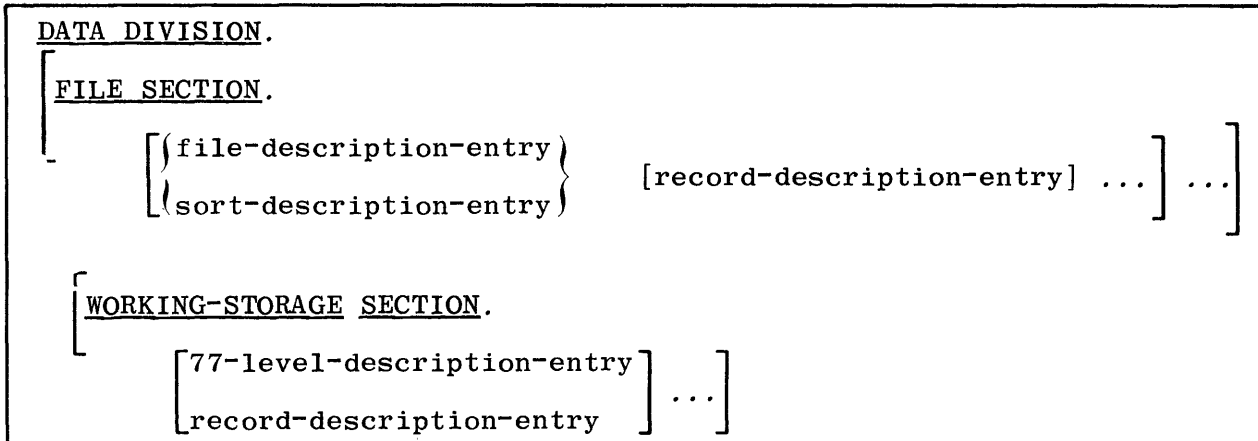 DATA DIVISION.
[FILE SECTION.
[{file-description-entry}
{sort-description-entry} [record-description-entry] ...] ...]
[WORKING-STORAGE SECTION.
[77-level-description-entry
record-description-entry] ...]